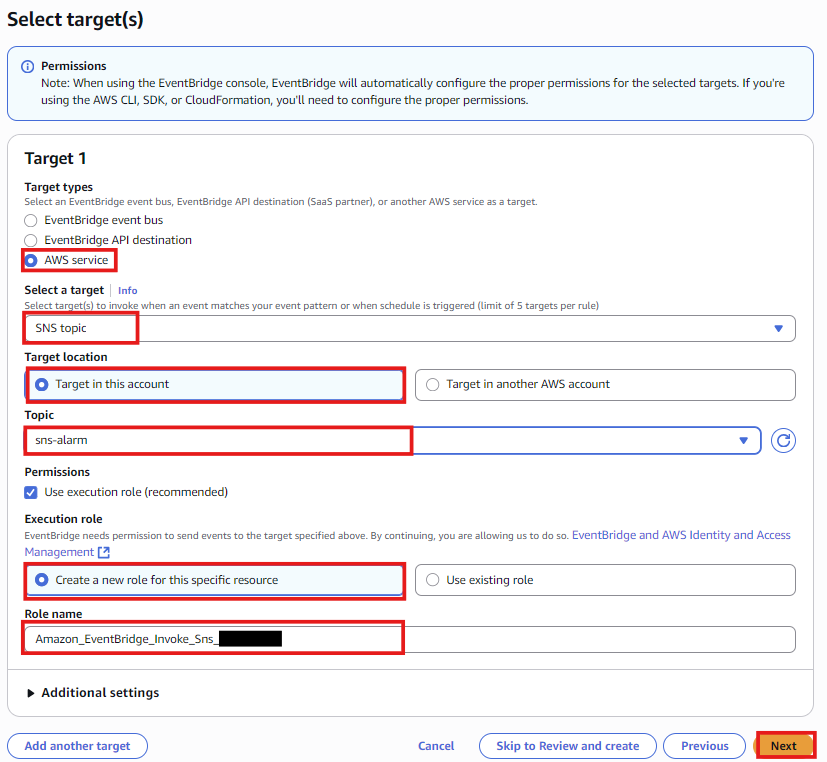 Select target(s)
Permissions
Note: When using the EventBridge console, EventBridge will automatically configure the proper permissions for the selected targets. If you're
using the AWS CLI, SDK, or CloudFormation, you'll need to configure the proper permissions.
Target 1
Target types
Select an EventBridge event bus, EventBridge API destination (SaaS partner), or another AWS service as a target.
EventBridge event bus
EventBridge API destination
AWS service
Select a target Info
Select target(s) to invoke when an event matches your event pattern or when schedule is triggered (limit of 5 targets per rule)
SNS topic
Target location
Target in this account Target in another AWS account
Topic
sns-alarm
Permissions
Use execution role (recommended)
Execution role
EventBridge needs permission to send events to the target specified above. By continuing, you are allowing us to do so. EventBridge and AWS Identity and Access
Management
Create a new role for this specific resource Use existing role
Role name
Amazon_EventBridge_Invoke_Sns_
Additional settings
Add another target Cancel Skip to Review and create Previous Next